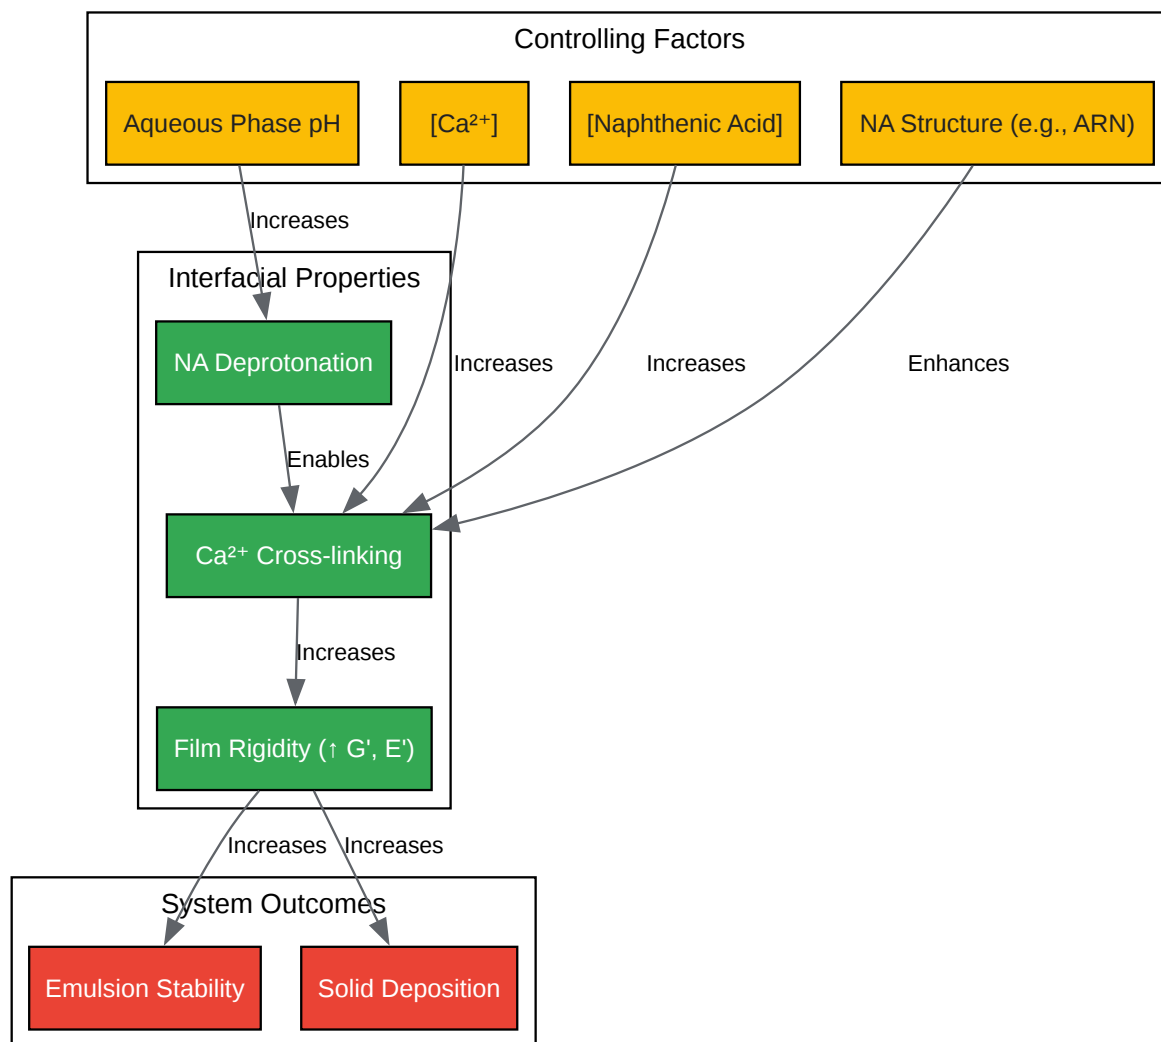 Controlling Factors
Aqueous Phase pH
[Ca²⁺]
[Naphthenic Acid]
NA Structure (e.g., ARN)
Increases
Interfacial Properties
NA Deprotonation
Increases
Increases
Enhances
Enables
Ca²⁺ Cross-linking
Increases
Film Rigidity (↑ G', E')
Increases
Increases
System Outcomes
Emulsion Stability
Solid Deposition